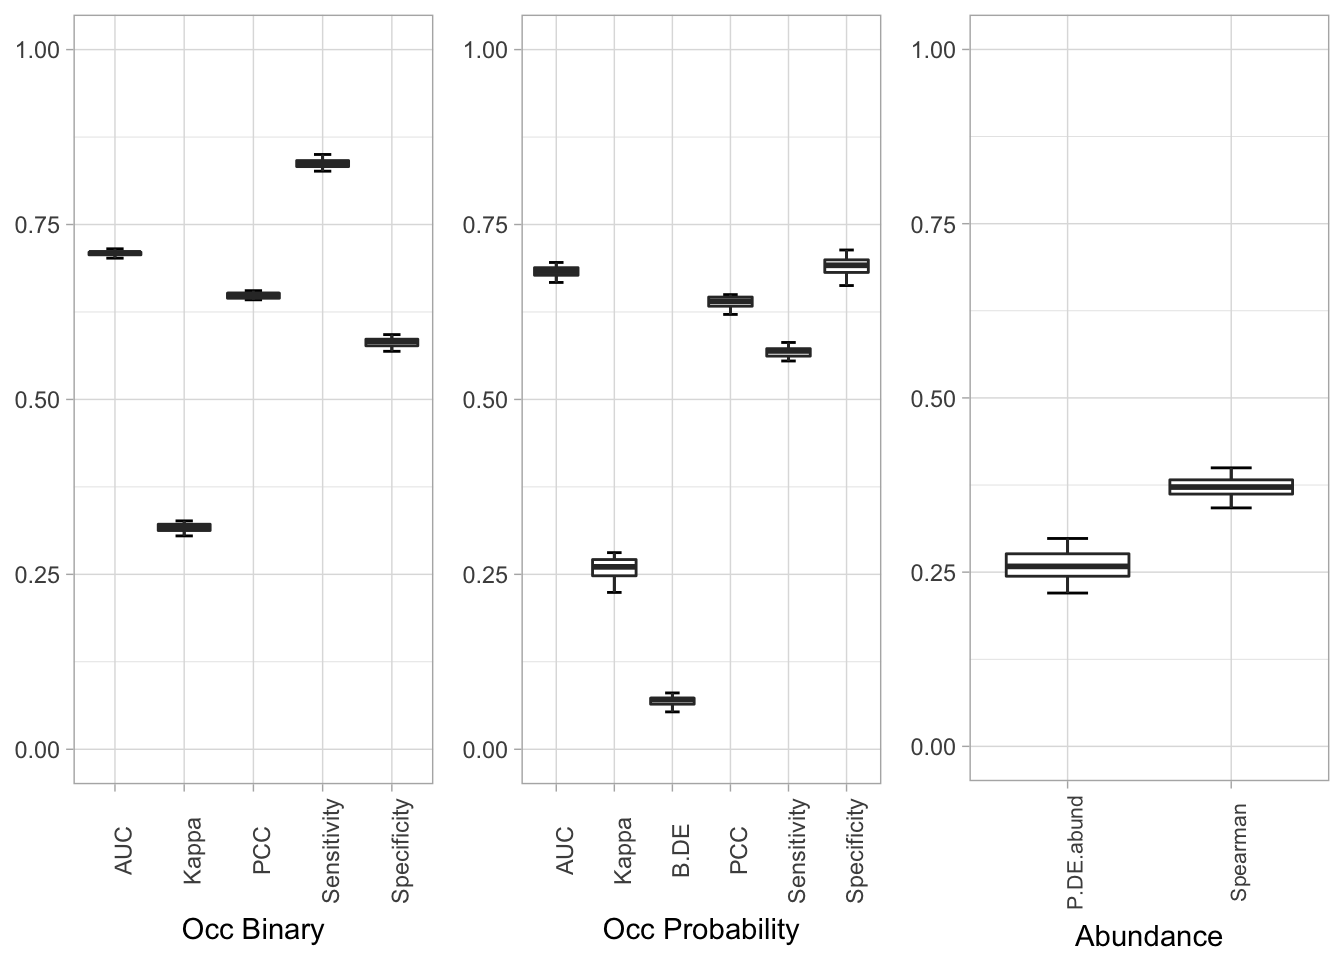 1.00
0.75
0.50
0.25
0.00
AUC
Kappa
PCC
Sensitivity
Specificity
Occ Binary
1.00
0.75
0.50
0.25
0.00
AUC
Kappa
B.DE
PCC
Sensitivity
Specificity
Occ Probability
1.00
0.75
0.50
0.25
0.00
P.DE.abund
Spearman
Abundance